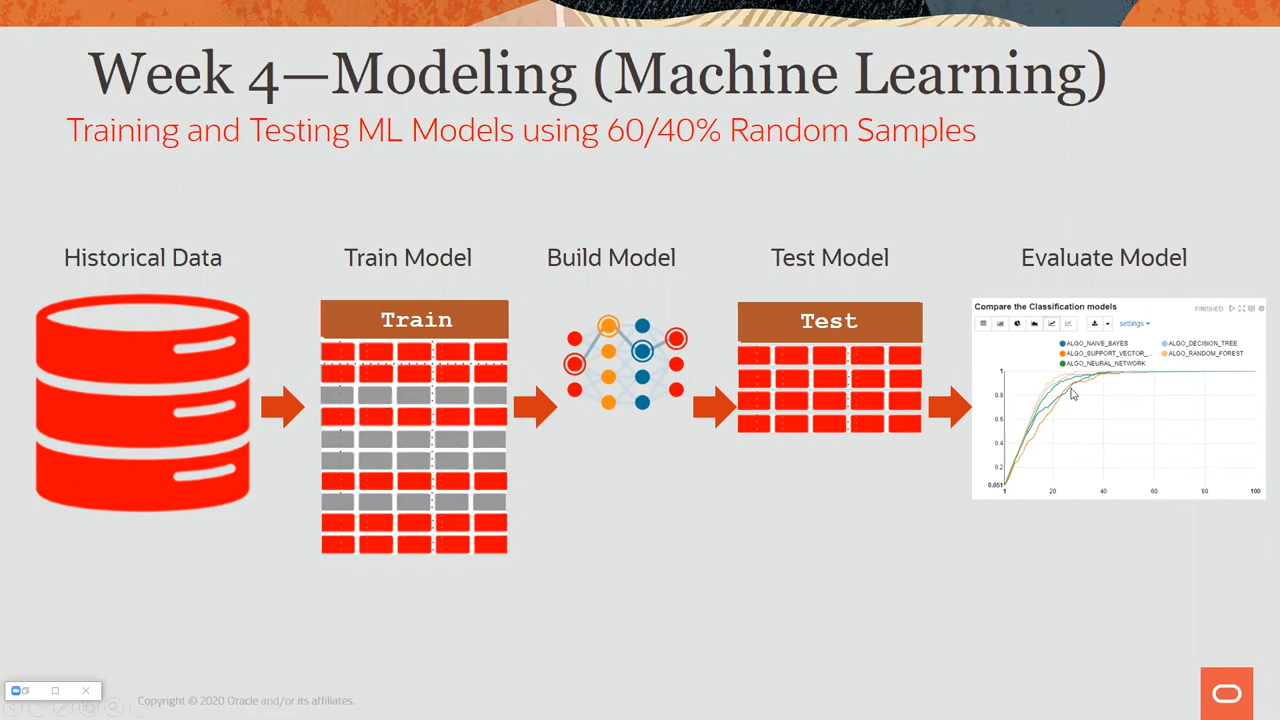 Week 4—Modeling (Machine Learning)
Training and Testing ML Models using 60/40% Random Samples
Historical Data
Train Model
Build Model
Test Model
Evaluate Model
Train
Test
Compare the Classification models
FINISHED
settings
ALGO_NAIVE_BAYES
ALGO_DECISION_TREE
ALGO_SUPPORT_VECTOR_...
ALGO_RANDOM_FOREST
ALGO_NEURAL_NETWORK
1
0.8
0.6
0.4
0.2
0.051
1 20 40 60 80 100
Copyright © 2020 Oracle and/or its affiliates.